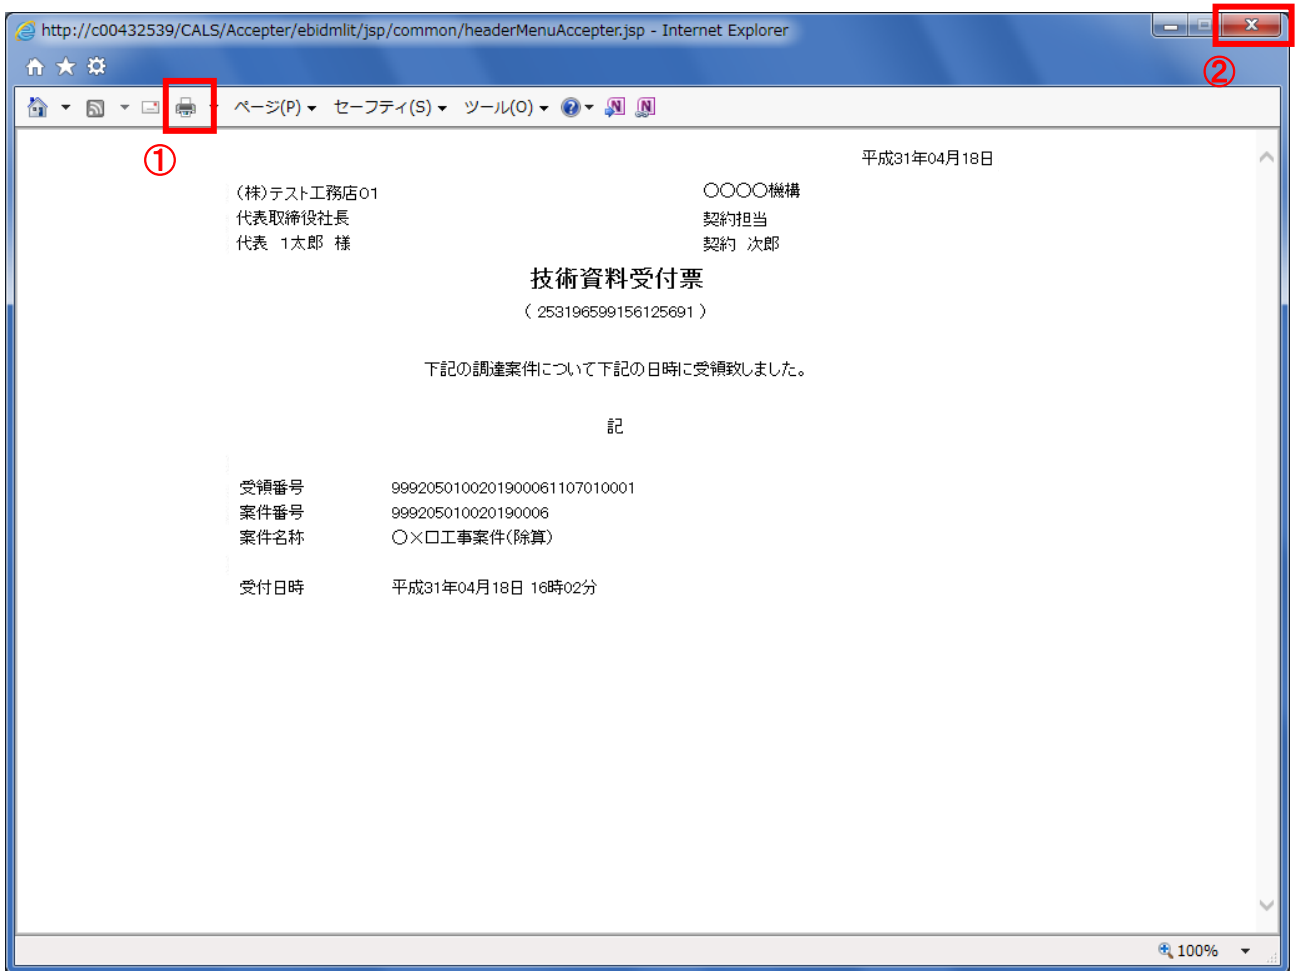 http://c00432539/CALS/Accepter/ebidmlit/jsp/common/headerMenuAccepter.jsp - Internet Explorer
②
ページ(P) セーフティ(S) ツール(O)
①
平成31年04月18日
(株)テスト工務店01
〇〇〇〇機構
代表取締役社長
契約担当
代表 1太郎 様
契約 次郎
技術資料受付票
( 253196599156125691 )
下記の調達案件について下記の日時に受領致しました。
記
受領番号 9992050100201900061107010001
案件番号 999205010020190006
案件名称 〇×口工事案件(除算)
受付日時 平成31年04月18日 16時02分
100%